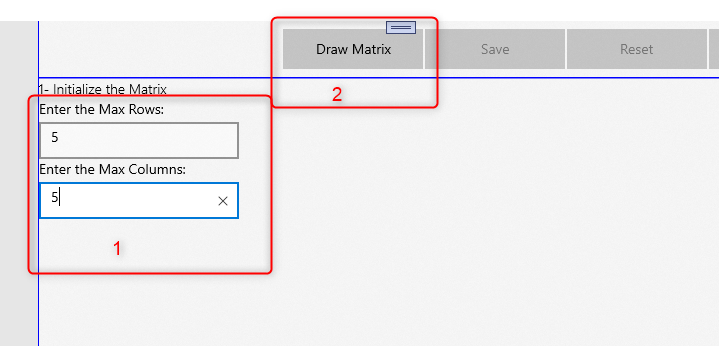 Draw Matrix
Save
Reset
2
1- Initialize the Matrix
Enter the Max Rows:
5
Enter the Max Columns:
5
1